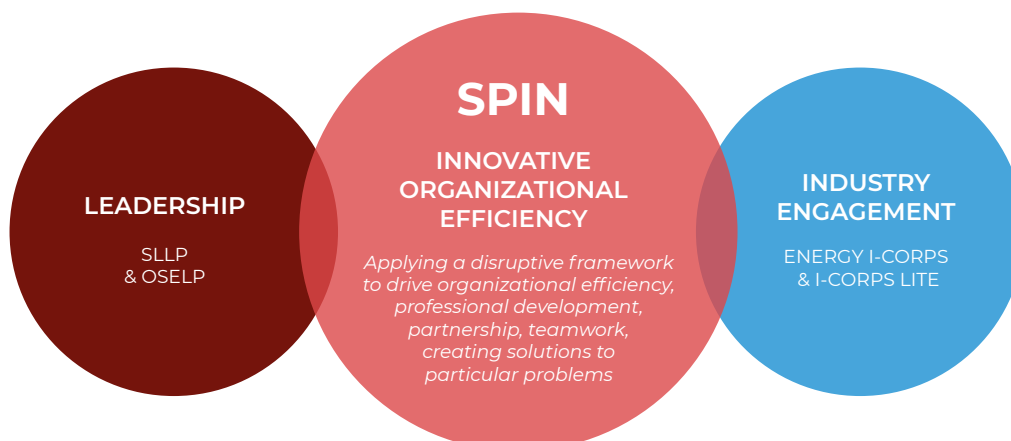 LEADERSHIP
SLLP
& OSELP
SPIN
INNOVATIVE
ORGANIZATIONAL
EFFICIENCY
Applying a disruptive framework
to drive organizational efficiency,
professional development,
partnership, teamwork,
creating solutions to
particular problems
INDUSTRY
ENGAGEMENT
ENERGY I-CORPS
& I-CORPS LITE